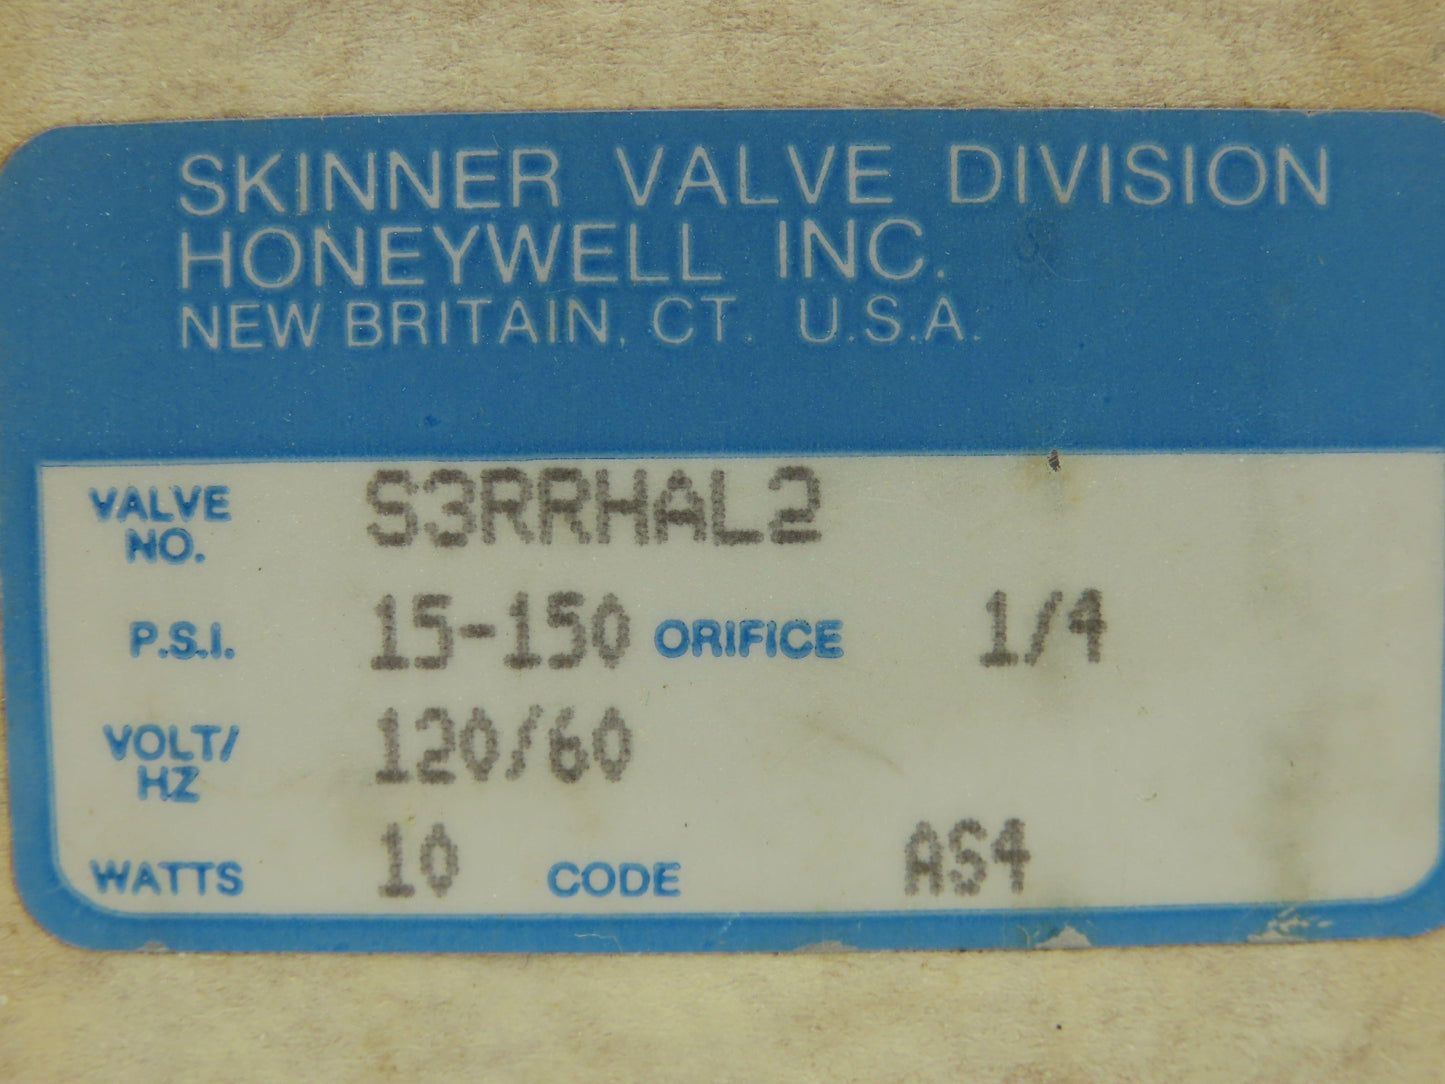 SKINNER VALVE DIVISION
HONEYWELL INC.
NEW BRITAIN, CT. U.S.A.
VALVE NO. S3RRHAL2
P.S.I. 15-150 ORIFICE 1/4
VOLT/HZ 120/60
WATTS 10 CODE AS4